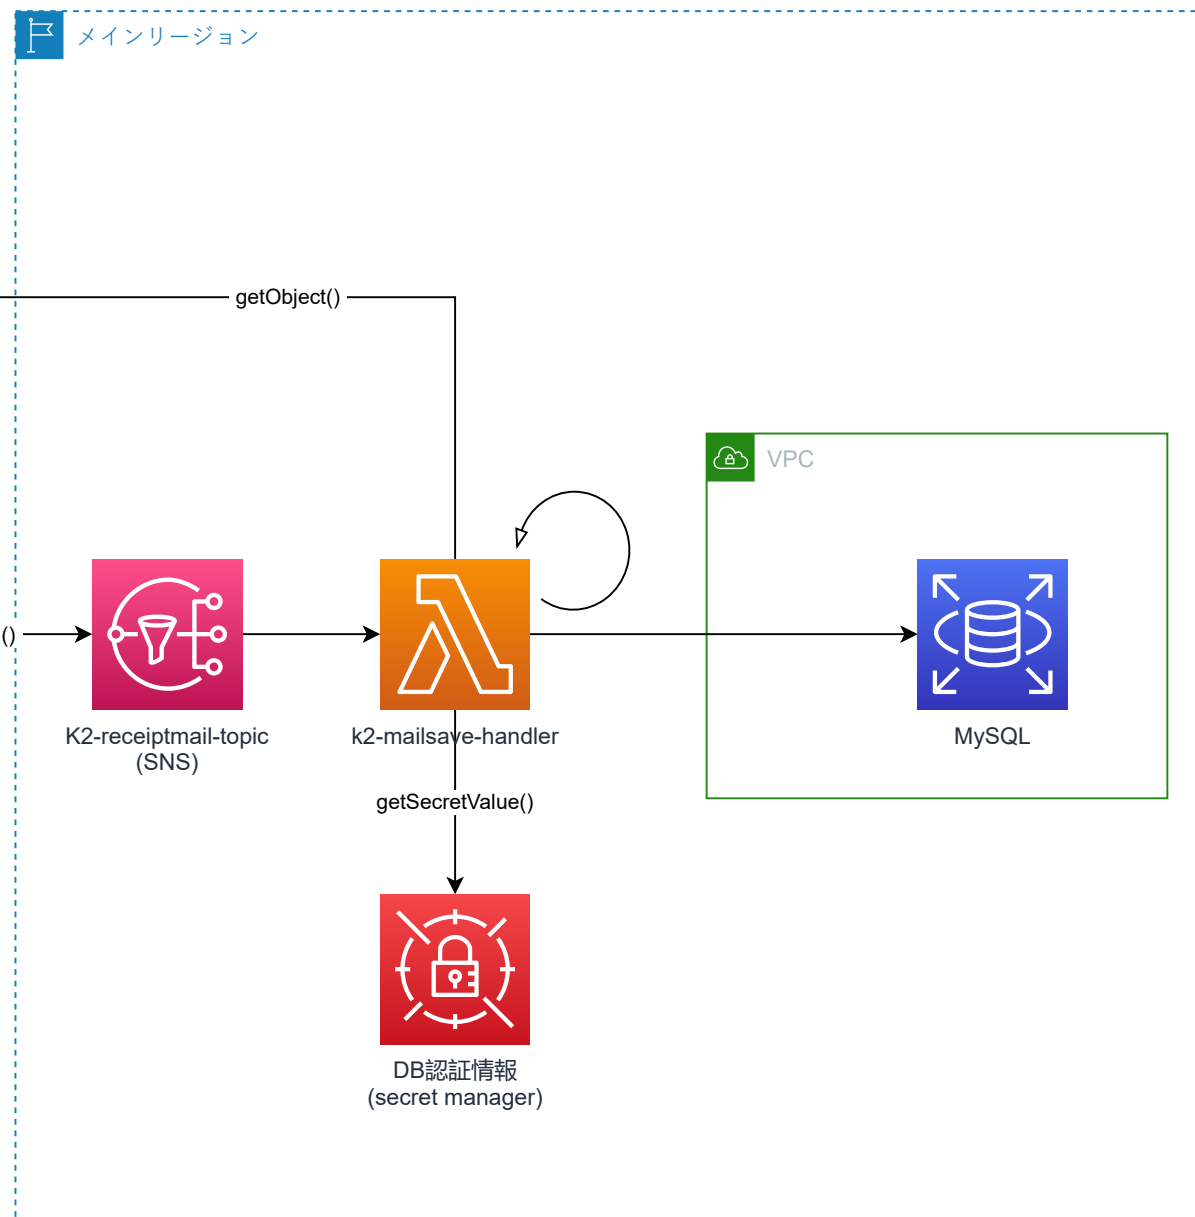 メインリージョン
getObject()
VPC
()
K2-receiptmail-topic
(SNS)
k2-mailsave-handler
MySQL
getSecretValue()
DB認証情報
(secret manager)